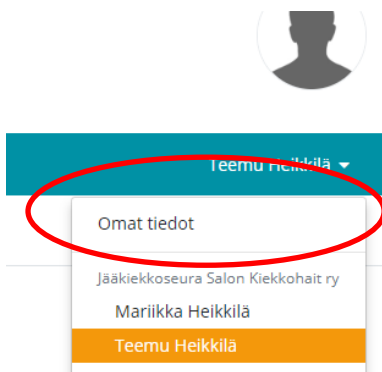 Teemu Heikkilä
Omat tiedot
Jääkiekkoseura Salon Kiekkohait ry
Mariikka Heikkilä
Teemu Heikkilä